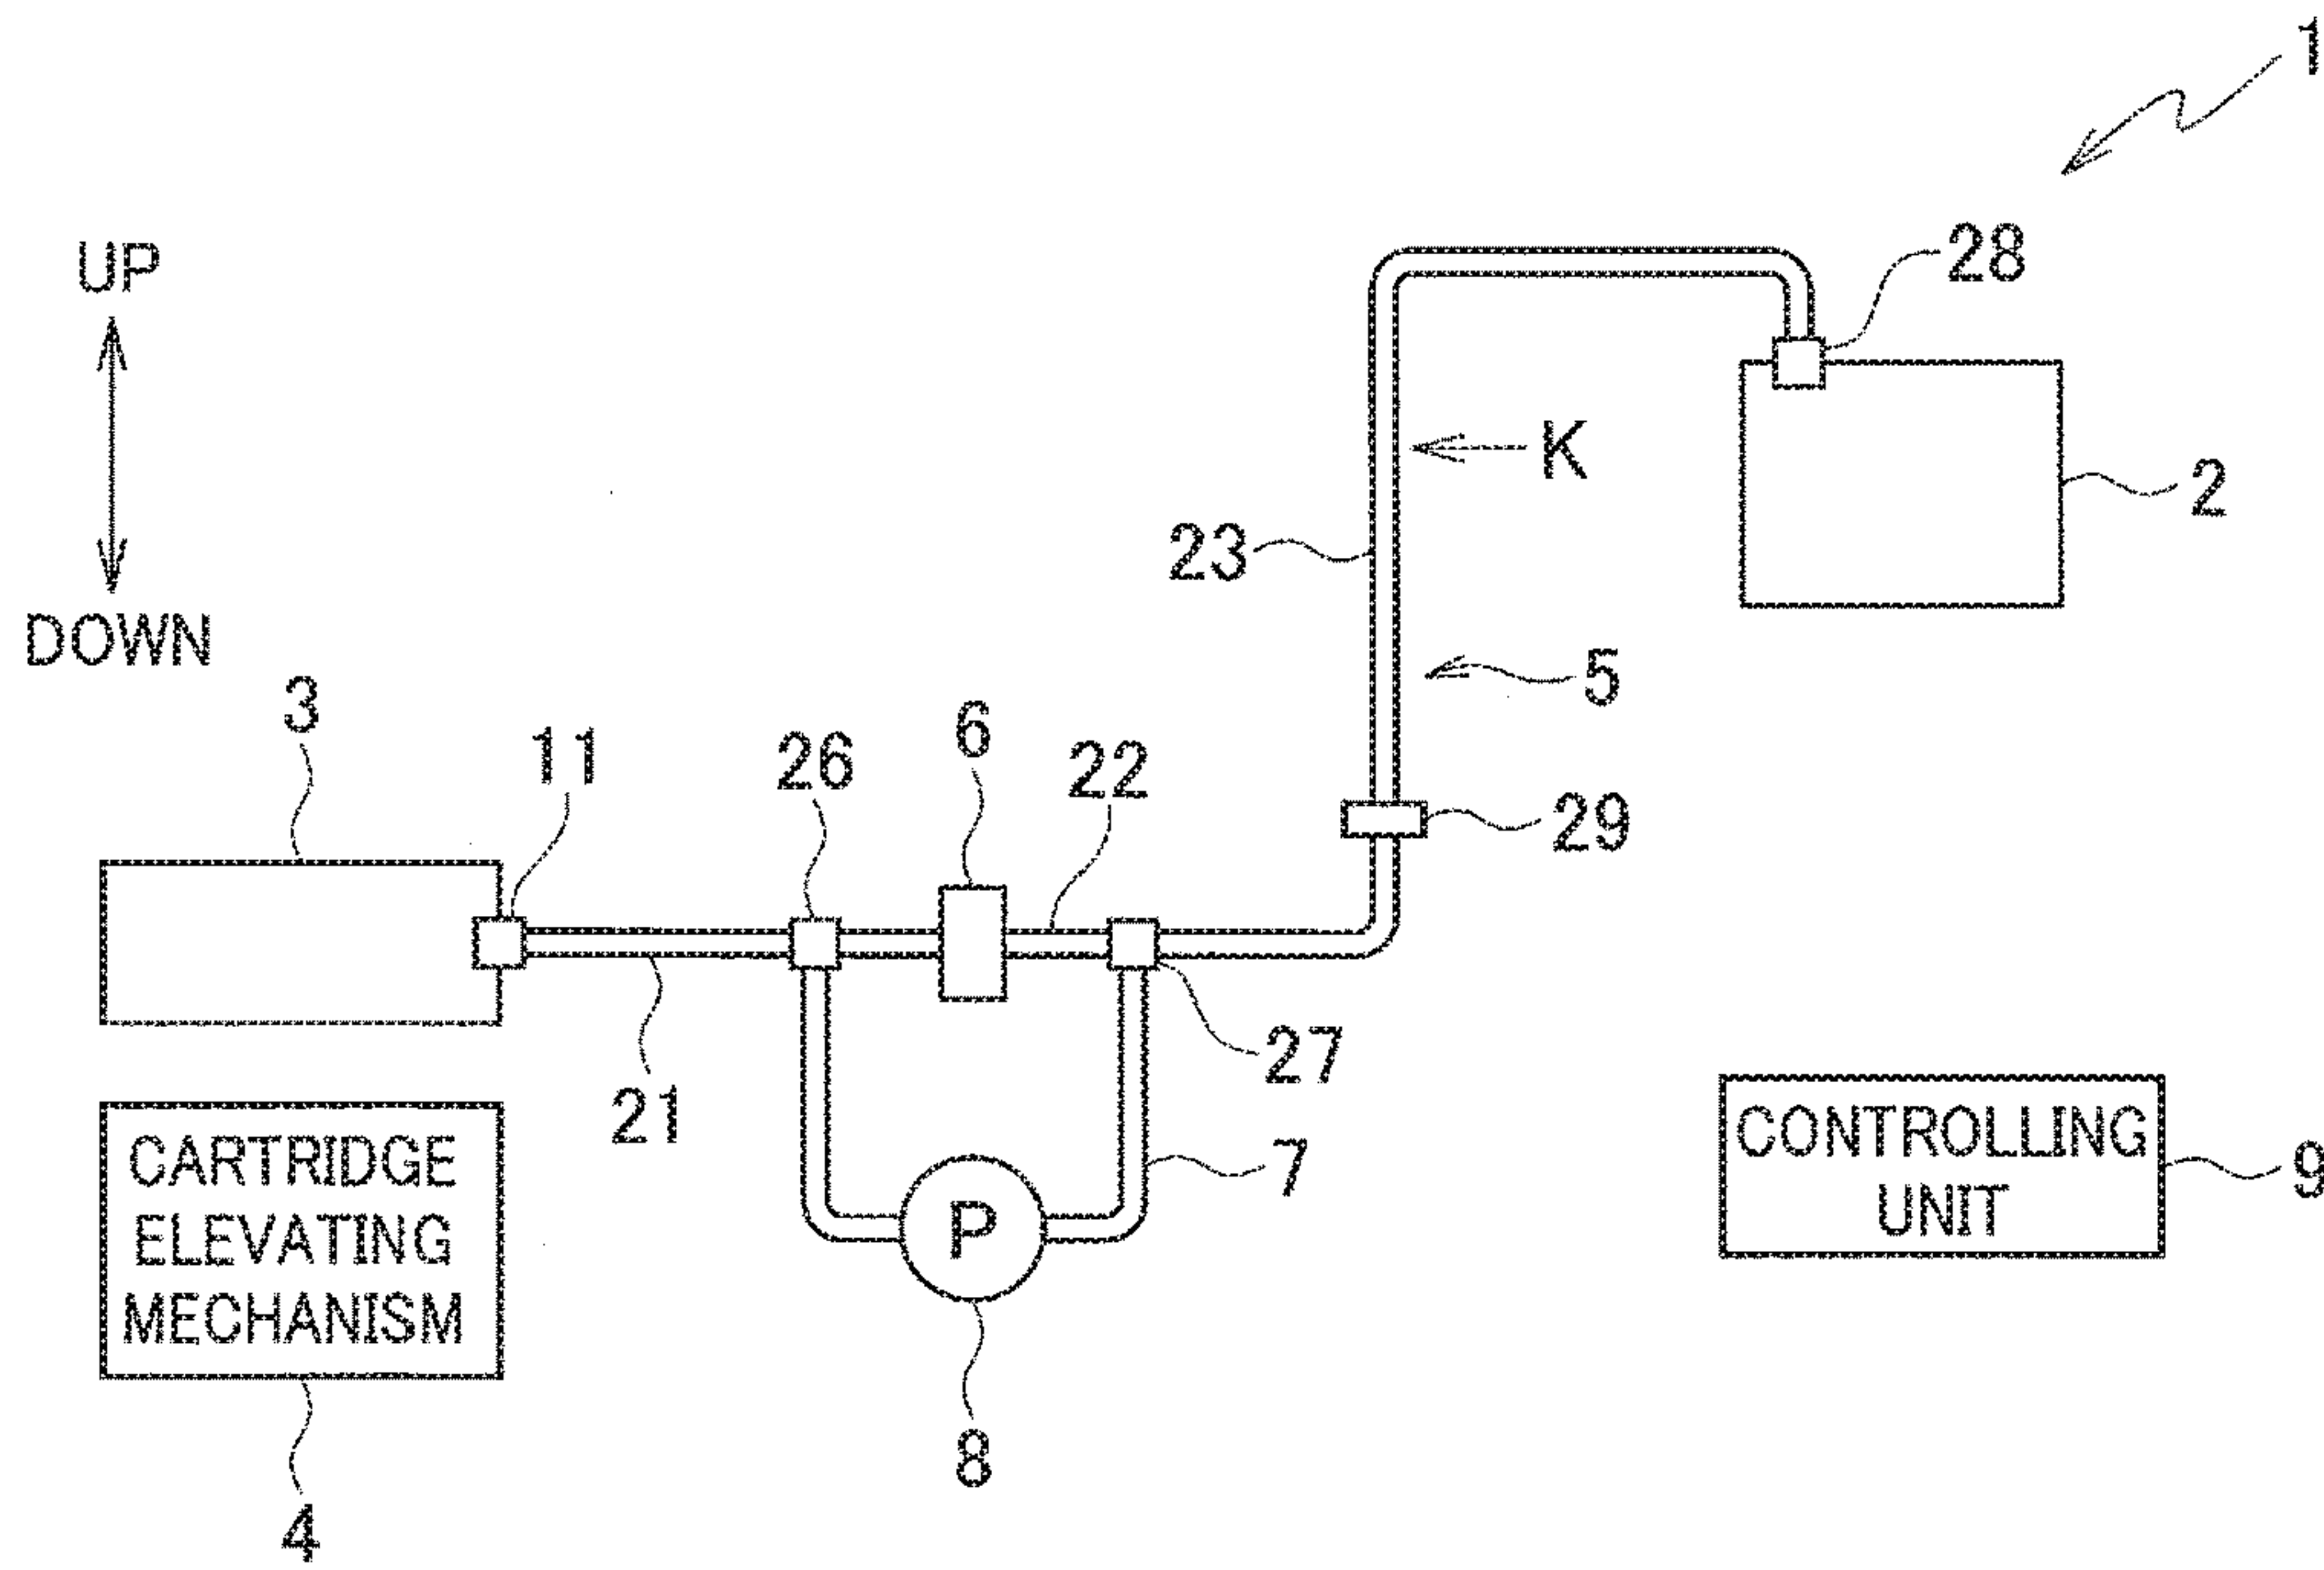 1
UP
28
K
2
23
DOWN
5
3
6
11
26
22
29
27
21
CONTROLLING
UNIT
9
7
CARTRIDGE
ELEVATING
MECHANISM
P
8
4